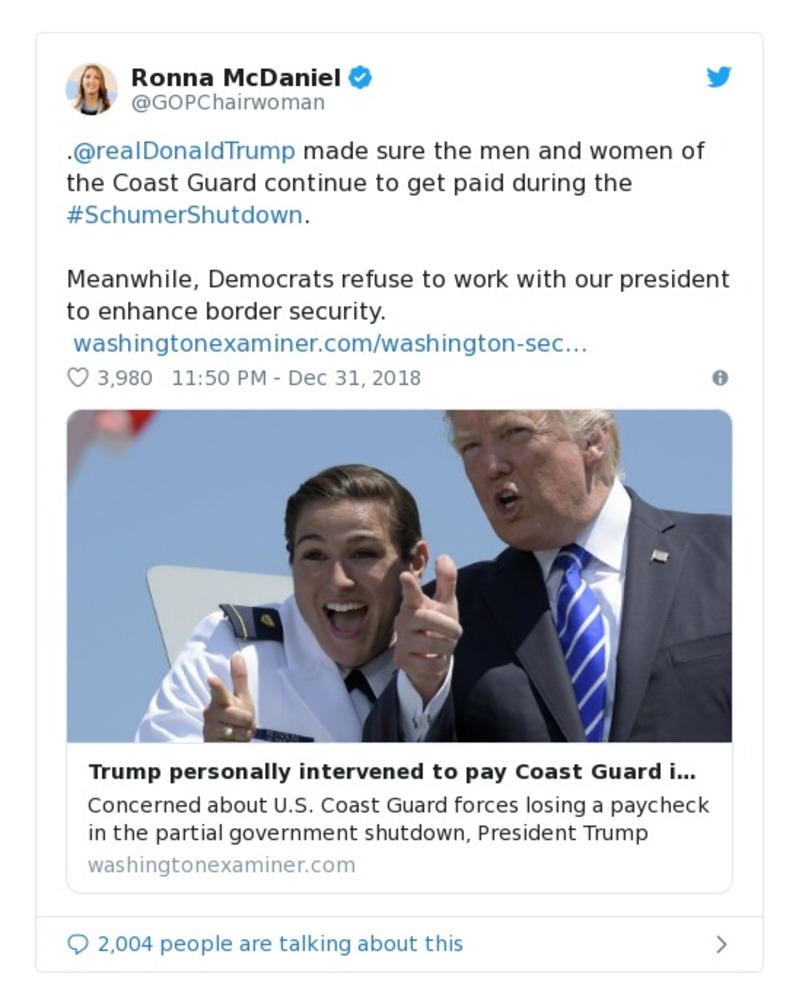 Ronna McDaniel
@GOPChairwoman
.@realDonaldTrump made sure the men and women of
the Coast Guard continue to get paid during the
#SchumerShutdown.
Meanwhile, Democrats refuse to work with our president
to enhance border security.
washingtonexaminer.com/washington-sec…
3,980 11:50 PM - Dec 31, 2018
Trump personally intervened to pay Coast Guard i...
Concerned about U.S. Coast Guard forces losing a paycheck
in the partial government shutdown, President Trump
washingtonexaminer.com
2,004 people are talking about this